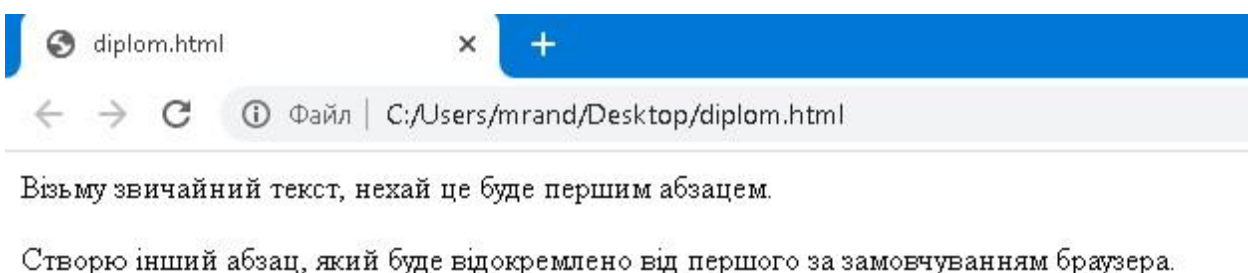 diplom.html
Файл | C:/Users/mrand/Desktop/diplom.html
Візьму звичайний текст, нехай це буде першим абзацем.
Створю інший абзац, який буде відокремлено від першого за замовчуванням браузера.